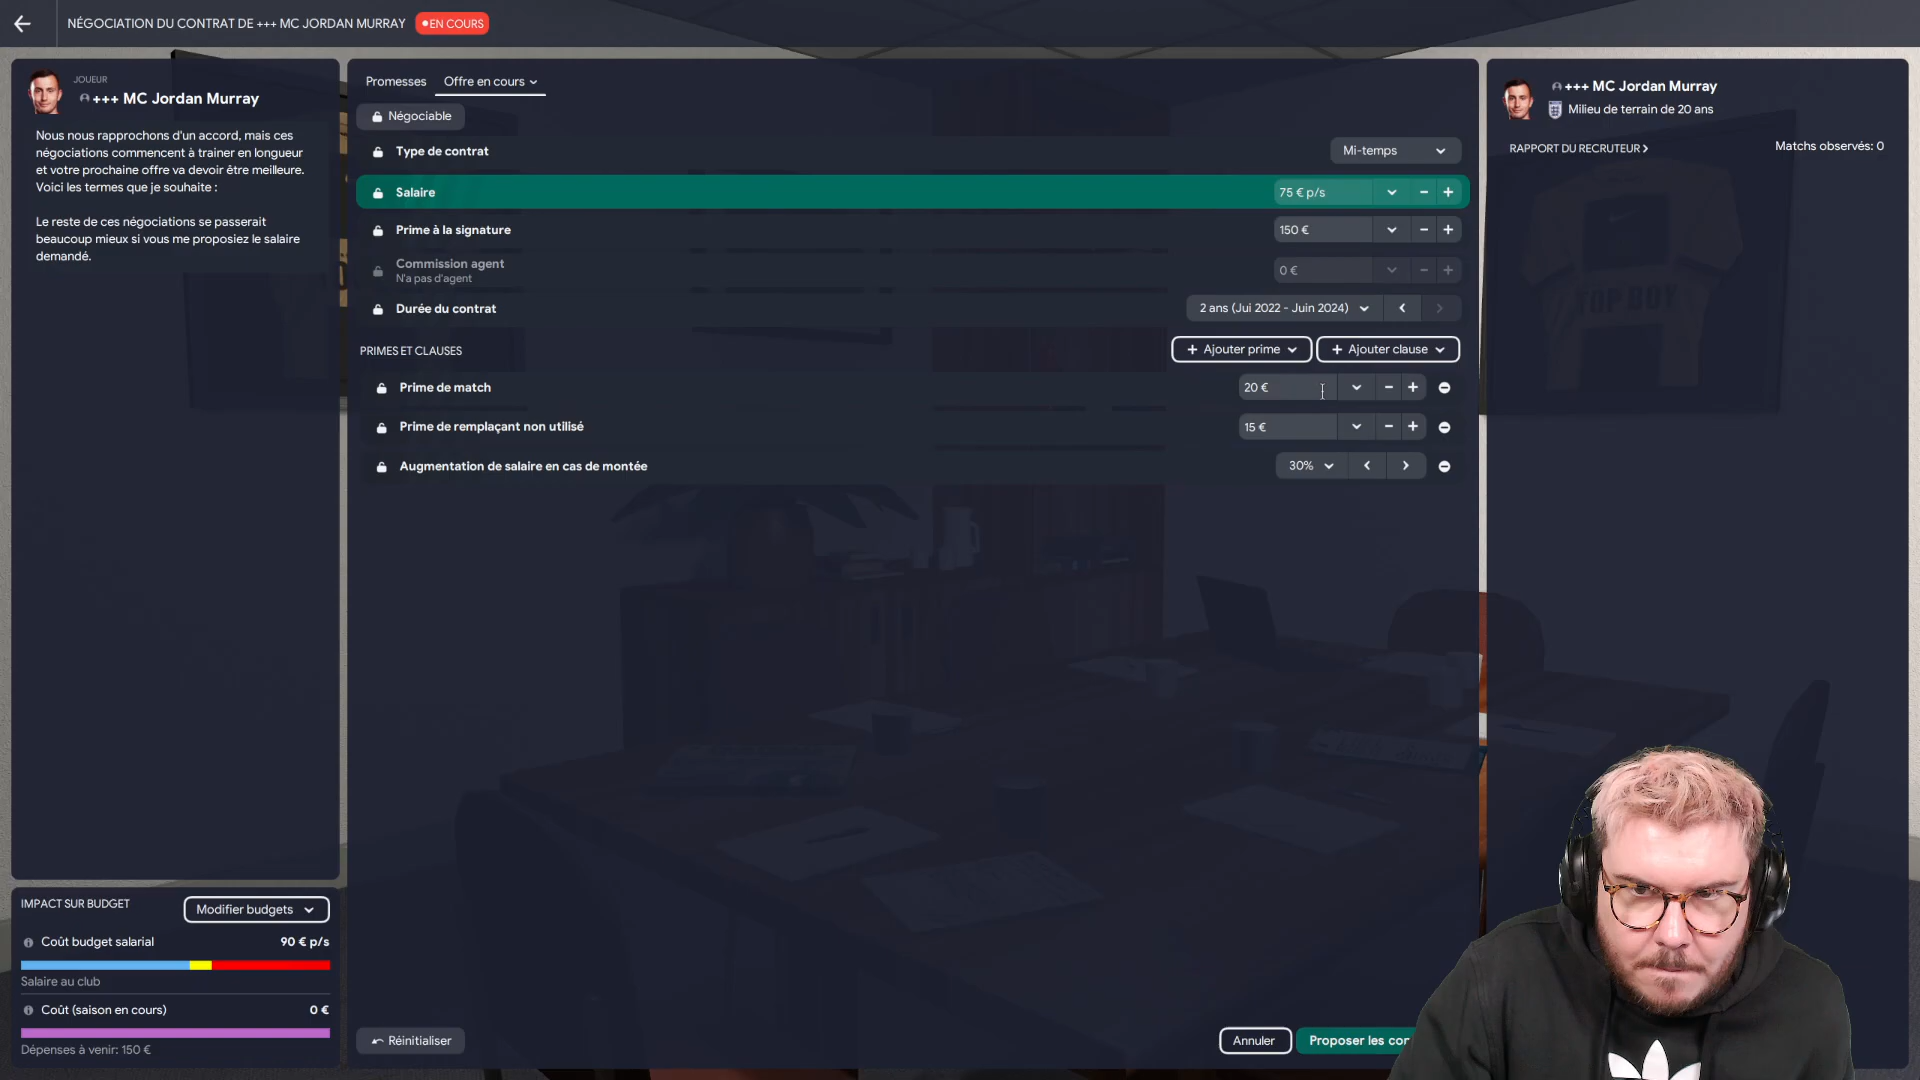 NÉGOCIATION DU CONTRAT DE +++ MC JORDAN MURRAY
EN COURS
JOUEUR
+++ MC Jordan Murray
Nous nous rapprochons d'un accord, mais ces
négociations commencent à trainer en longueur
et votre prochaine offre va devoir être meilleure.
Voici les termes que je souhaite :
Le reste de ces négociations se passerait
beaucoup mieux si vous me proposiez le salaire
demandé.
IMPACT SUR BUDGET
Modifier budgets
Coût budget salarial 90 € p/s
Salaire au club
Coût (saison en cours) 0 €
Dépenses à venir: 150 €
Promesses Offre en cours
Négociable
Type de contrat Mi-temps
Salaire 75 € p/s
Prime à la signature 150 €
Commission agent 0 €
N'a pas d'agent
Durée du contrat 2 ans (Jui 2022 - Juin 2024)
PRIMES ET CLAUSES + Ajouter prime + Ajouter clause
Prime de match 20 €
Prime de remplaçant non utilisé 15 €
Augmentation de salaire en cas de montée 30%
Réinitialiser
Annuler
Proposer les con
+++ MC Jordan Murray
Milieu de terrain de 20 ans
RAPPORT DU RECRUTEUR
Matchs observés: 0
TOP BOY